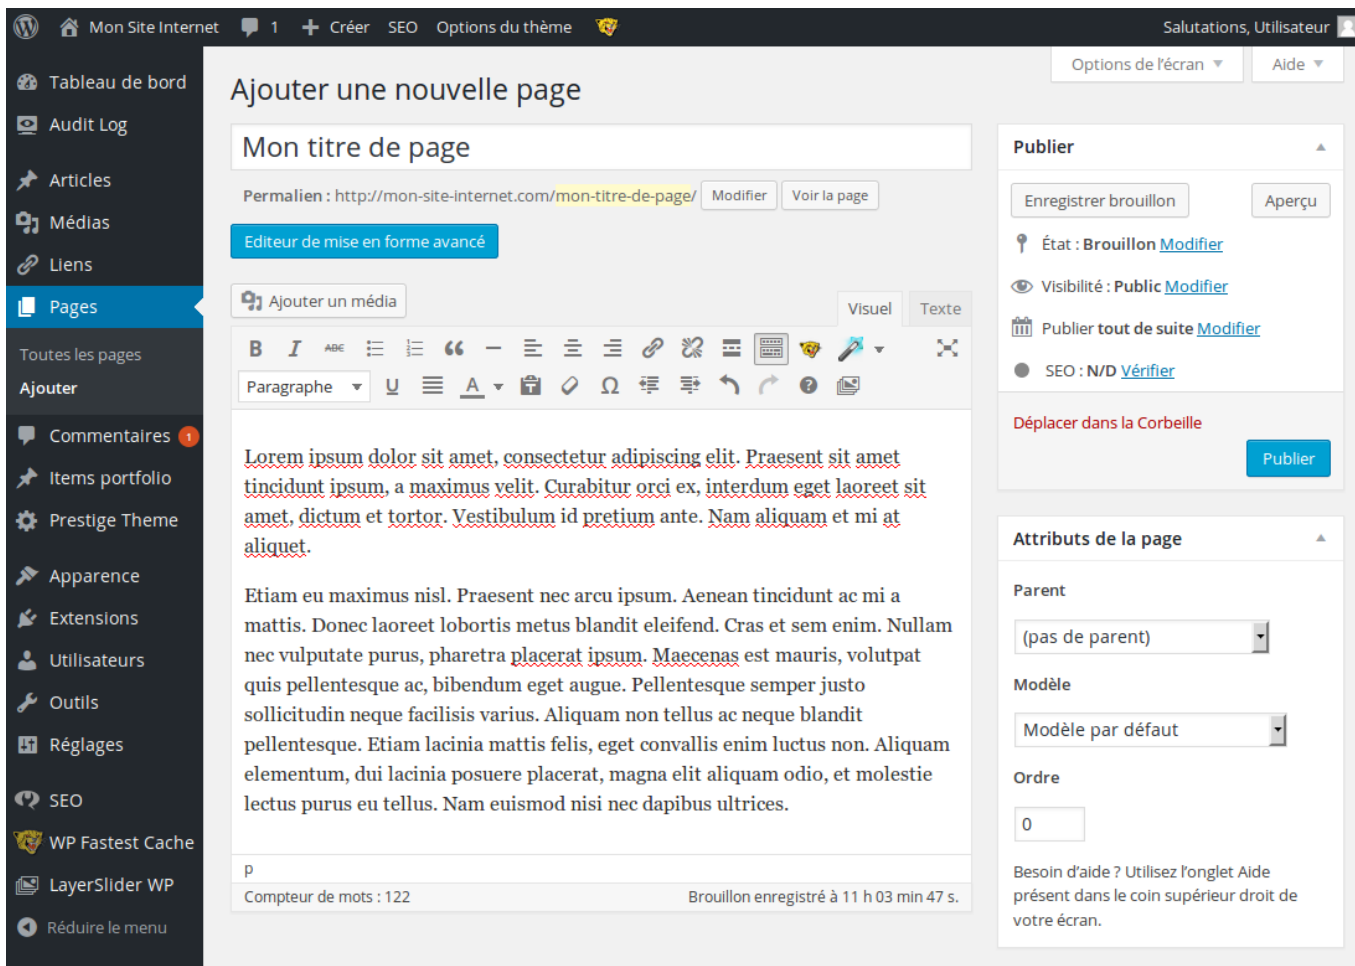 Mon Site Internet 1 Créer SEO Options du thème Salutations, Utilisateur
Tableau de bord
Audit Log
Articles
Médias
Liens
Pages
Toutes les pages
Ajouter
Commentaires 1
Items portfolio
Prestige Theme
Apparence
Extensions
Utilisateurs
Outils
Réglages
SEO
WP Fastest Cache
LayerSlider WP
Réduire le menu
Options de l'écran Aide
Ajouter une nouvelle page
Mon titre de page
Permalien : http://mon-site-internet.com/mon-titre-de-page/ Modifier Voir la page
Editeur de mise en forme avancé
Ajouter un média
Visuel Texte
B I ABC
Paragraphe U A Ω
Lorem ipsum dolor sit amet, consectetur adipiscing elit. Praesent sit amet
tincidunt ipsum, a maximus velit. Curabitur orci ex, interdum eget laoreet sit
amet, dictum et tortor. Vestibulum id pretium ante. Nam aliquam et mi at
aliquet.
Etiam eu maximus nisl. Praesent nec arcu ipsum. Aenean tincidunt ac mi a
mattis. Donec laoreet lobortis metus blandit eleifend. Cras et sem enim. Nullam
nec vulputate purus, pharetra placerat ipsum. Maecenas est mauris, volutpat
quis pellentesque ac, bibendum eget augue. Pellentesque semper justo
sollicitudin neque facilisis varius. Aliquam non tellus ac neque blandit
pellentesque. Etiam lacinia mattis felis, eget convallis enim luctus non. Aliquam
elementum, dui lacinia posuere placerat, magna elit aliquam odio, et molestie
lectus purus eu tellus. Nam euismod nisi nec dapibus ultrices.
p
Compteur de mots : 122 Brouillon enregistré à 11 h 03 min 47 s.
Publier
Enregistrer brouillon Aperçu
État : Brouillon Modifier
Visibilité : Public Modifier
Publier tout de suite Modifier
SEO : N/D Vérifier
Déplacer dans la Corbeille
Publier
Attributs de la page
Parent
(pas de parent)
Modèle
Modèle par défaut
Ordre
0
Besoin d'aide ? Utilisez l'onglet Aide
présent dans le coin supérieur droit de
votre écran.